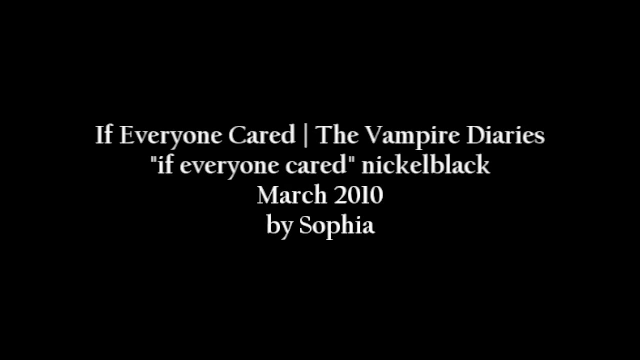 If Everyone Cared | The Vampire Diaries
"if everyone cared" nickelblack
March 2010
by Sophia